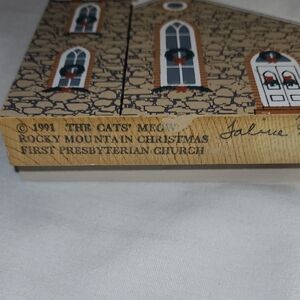 © 1991 THE CATS' MEOW
ROCKY MOUNTAIN CHRISTMAS
FIRST PRESBYTERIAN CHURCH